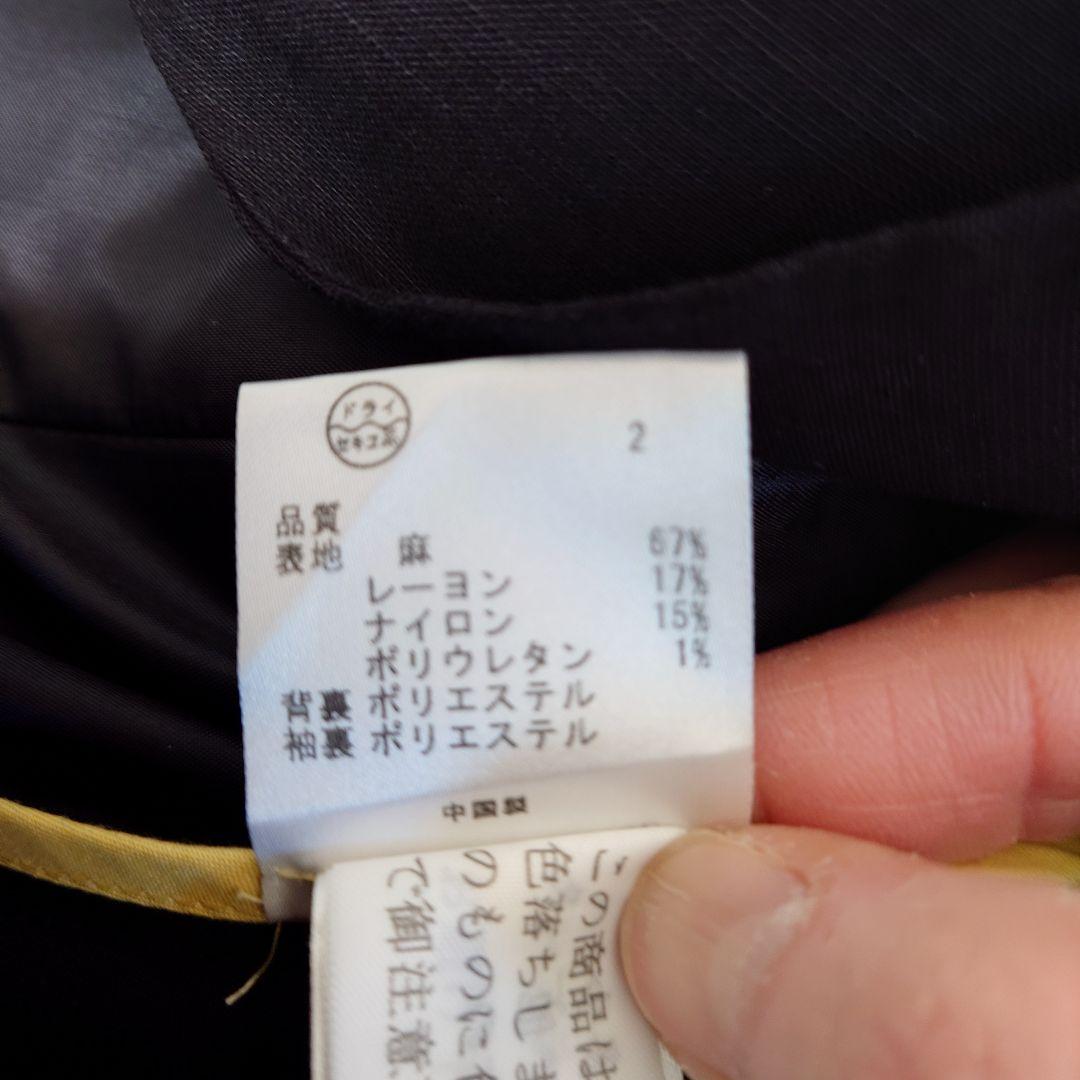 ドライ
セキユ系
2
品質
表地 麻 67%
レーヨン 17%
ナイロン 15%
ポリウレタン 1%
背裏 ポリエステル
袖裏 ポリエステル
中国製
この商品は
色落ちしま
のものに
で御注意